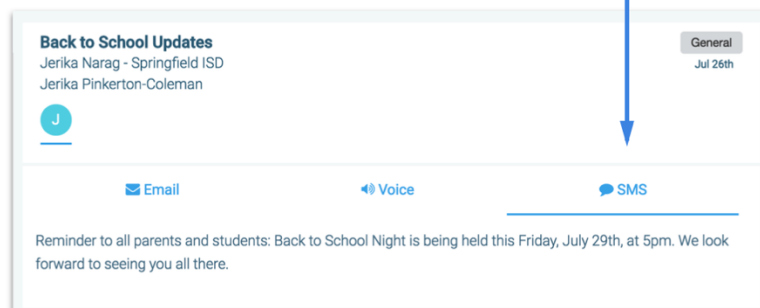 Back to School Updates
General
Jerika Narag - Springfield ISD
Jul 26th
Jerika Pinkerton-Coleman
J
Email
Voice
SMS
Reminder to all parents and students: Back to School Night is being held this Friday, July 29th, at 5pm. We look
forward to seeing you all there.